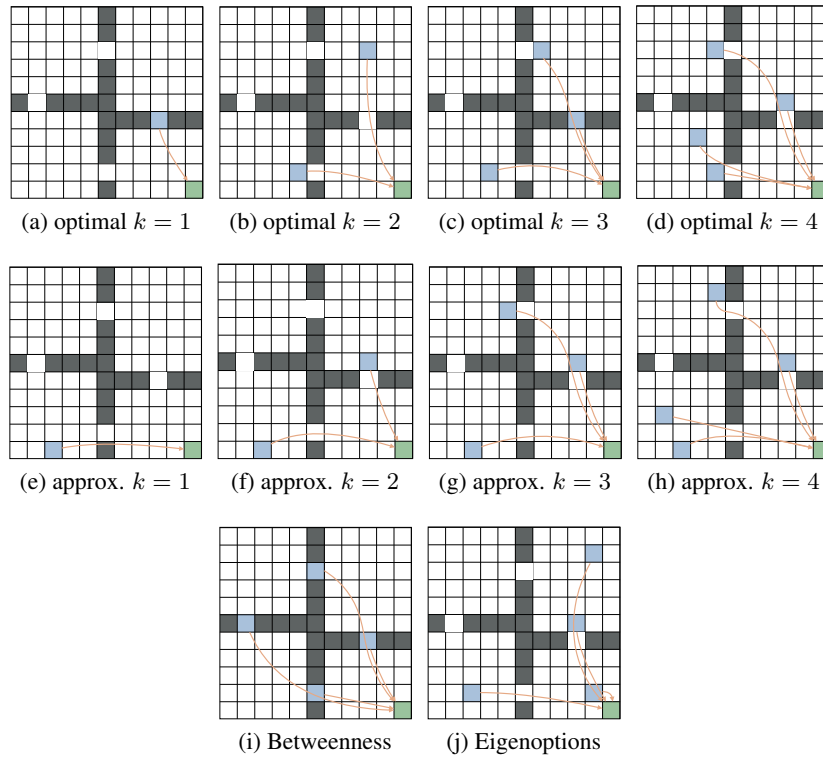 (a) optimal k = 1 (b) optimal k = 2 (c) optimal k = 3 (d) optimal k = 4
(e) approx. k = 1 (f) approx. k = 2 (g) approx. k = 3 (h) approx. k = 4
(i) Betweenness (j) Eigenoptions